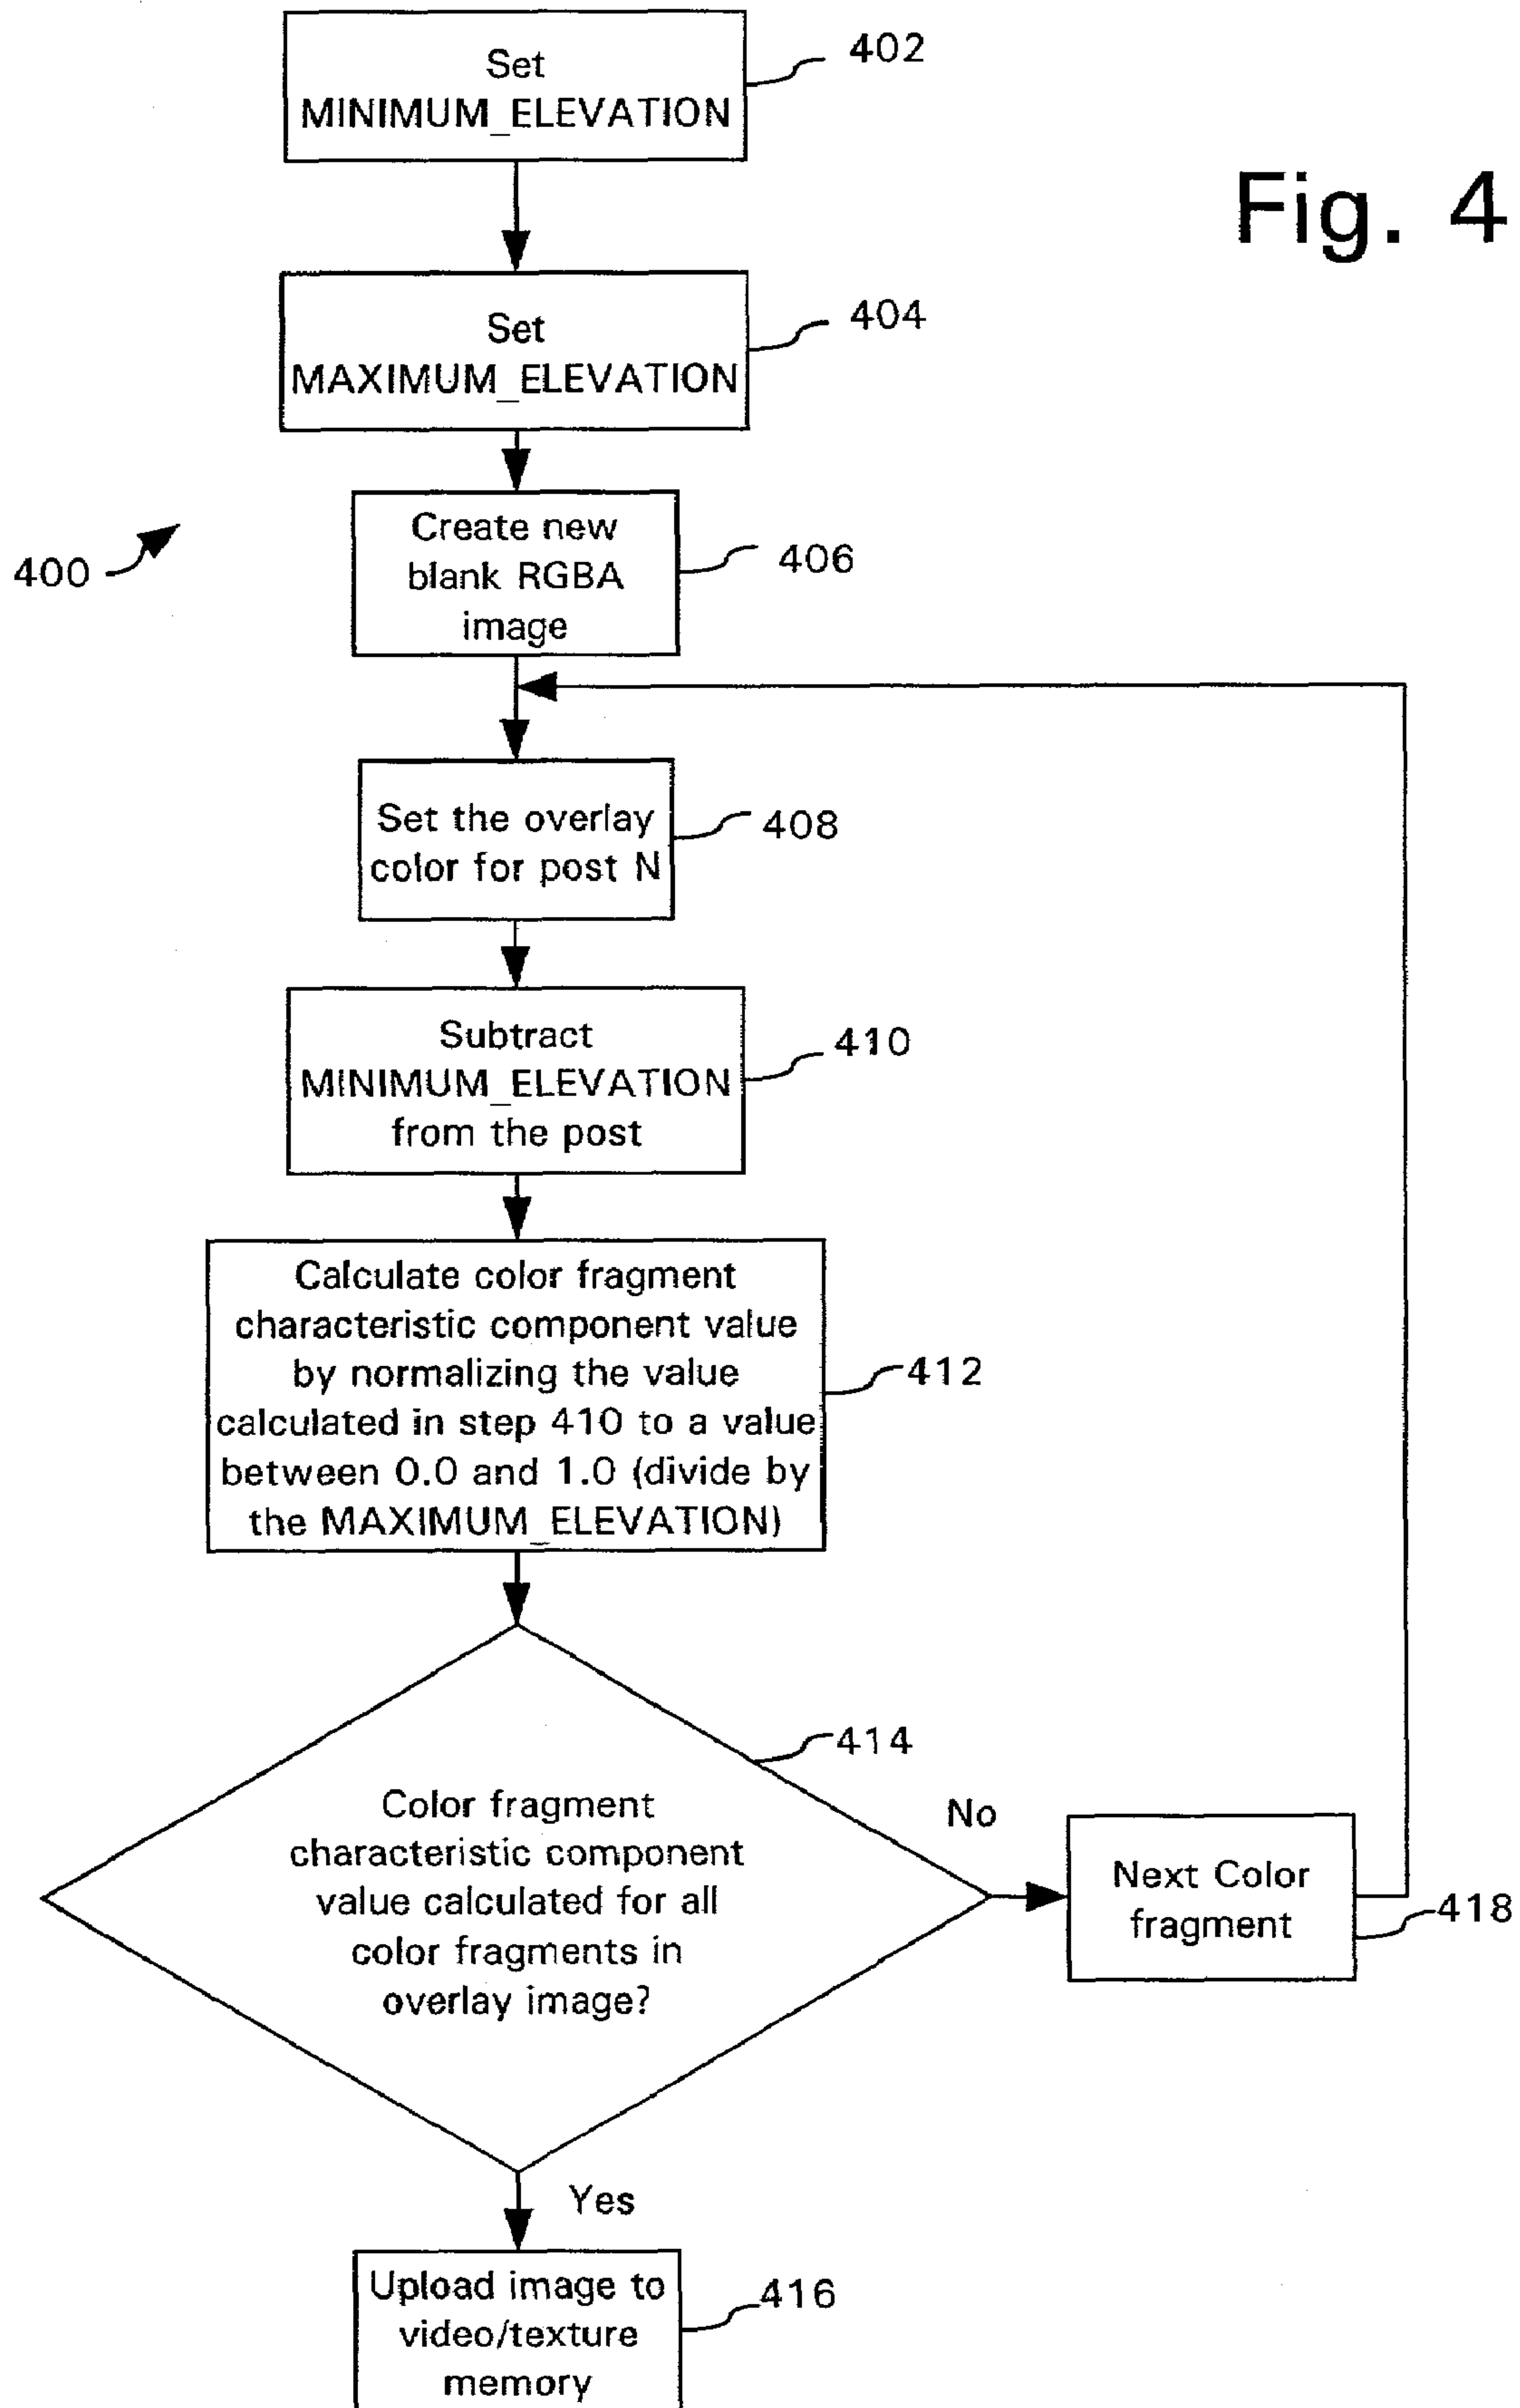 Set
MINIMUM_ELEVATION
402
Fig. 4
Set
MAXIMUM_ELEVATION
404
400
Create new
blank RGBA
image
406
Set the overlay
color for post N
408
Subtract
MINIMUM_ELEVATION
from the post
410
Calculate color fragment
characteristic component value
by normalizing the value
calculated in step 410 to a value
between 0.0 and 1.0 (divide by
the MAXIMUM_ELEVATION)
412
Color fragment
characteristic component
value calculated for all
color fragments in
overlay image?
414
No
Next Color
fragment
418
Yes
Upload image to
video/texture
memory
416